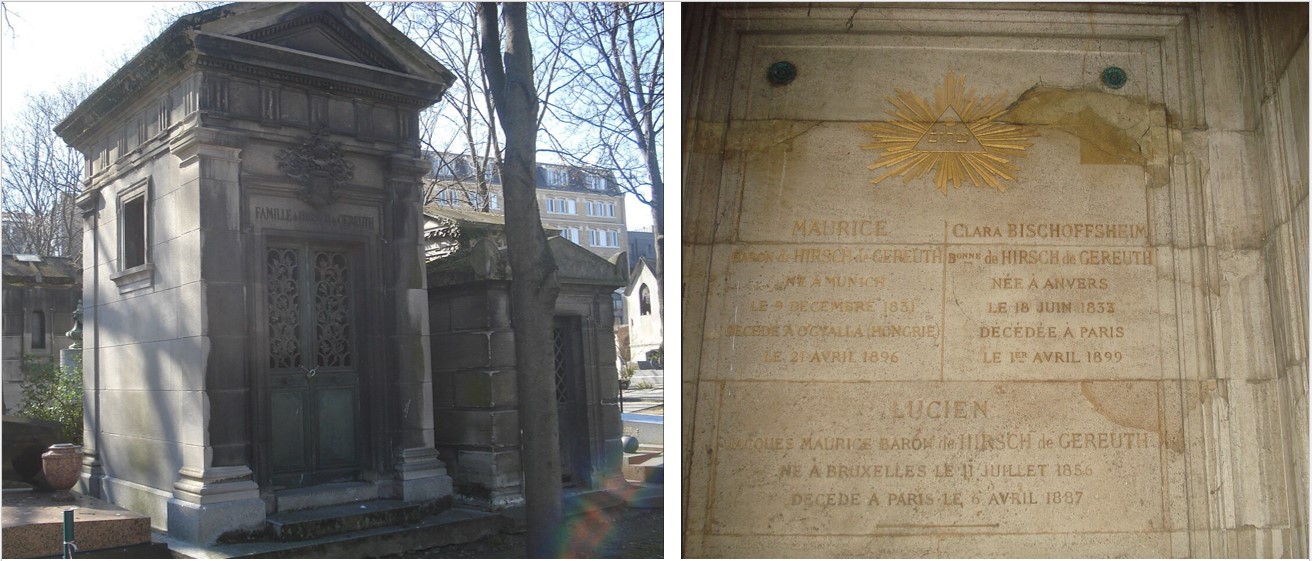 FAMILLE de HIRSCH de GEREUTH
MAURICE
BARON de HIRSCH de GEREUTH
NÉ A MUNICH
LE 9 DÉCEMBRE 1831
DÉCÉDÉ A OGYALLA (HONGRIE)
LE 21 AVRIL 1896
CLARA BISCHOFFSHEIM
BONNE de HIRSCH de GEREUTH
NÉE À ANVERS
LE 18 JUIN 1833
DÉCÉDÉE À PARIS
LE 1ER AVRIL 1899
LUCIEN
JACQUES MAURICE BARON de HIRSCH de GEREUTH
NÉ À BRUXELLES LE 11 JUILLET 1856
DÉCÉDÉ A PARIS LE 6 AVRIL 1887